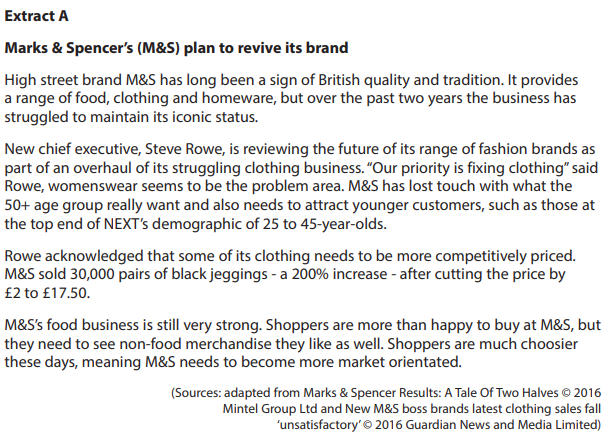 Extract A
Marks & Spencer's (M&S) plan to revive its brand
High street brand M&S has long been a sign of British quality and tradition. It provides
a range of food, clothing and homeware, but over the past two years the business has
struggled to maintain its iconic status.
New chief executive, Steve Rowe, is reviewing the future of its range of fashion brands as
part of an overhaul of its struggling clothing business. “Our priority is fixing clothing” said
Rowe, womenswear seems to be the problem area. M&S has lost touch with what the
50+ age group really want and also needs to attract younger customers, such as those at
the top end of NEXT's demographic of 25 to 45-year-olds.
Rowe acknowledged that some of its clothing needs to be more competitively priced.
M&S sold 30,000 pairs of black jeggings - a 200% increase - after cutting the price by
£2 to £17.50.
M&S's food business is still very strong. Shoppers are more than happy to buy at M&S, but
they need to see non-food merchandise they like as well. Shoppers are much choosier
these days, meaning M&S needs to become more market orientated.
(Sources: adapted from Marks & Spencer Results: A Tale Of Two Halves © 2016
Mintel Group Ltd and New M&S boss brands latest clothing sales fall
'unsatisfactory' © 2016 Guardian News and Media Limited)